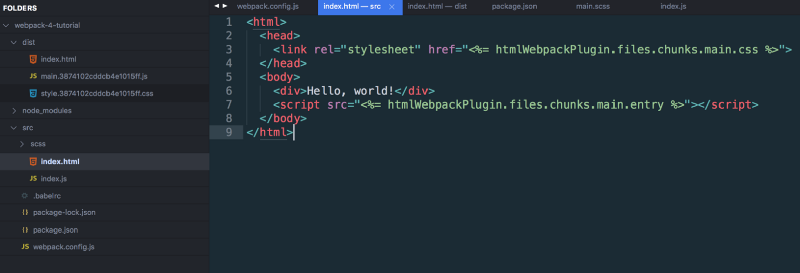 FOLDERS
webpack-4-tutorial
dist
index.html
JS main.3874102cddcb4e1015ff.js
style.3874102cddcb4e1015ff.css
node_modules
src
scss
index.html
JS index.js
.babelrc
package-lock.json
package.json
JS webpack.config.js
webpack.config.js index.html — src × index.html — dist package.json main.scss index.js
1 <html>
2 <head>
3 <link rel="stylesheet" href="<%= htmlWebpackPlugin.files.chunks.main.css %>">
4 </head>
5 <body>
6 <div>Hello, world!</div>
7 <script src="<%= htmlWebpackPlugin.files.chunks.main.entry %>"></script>
8 </body>
9 </html>